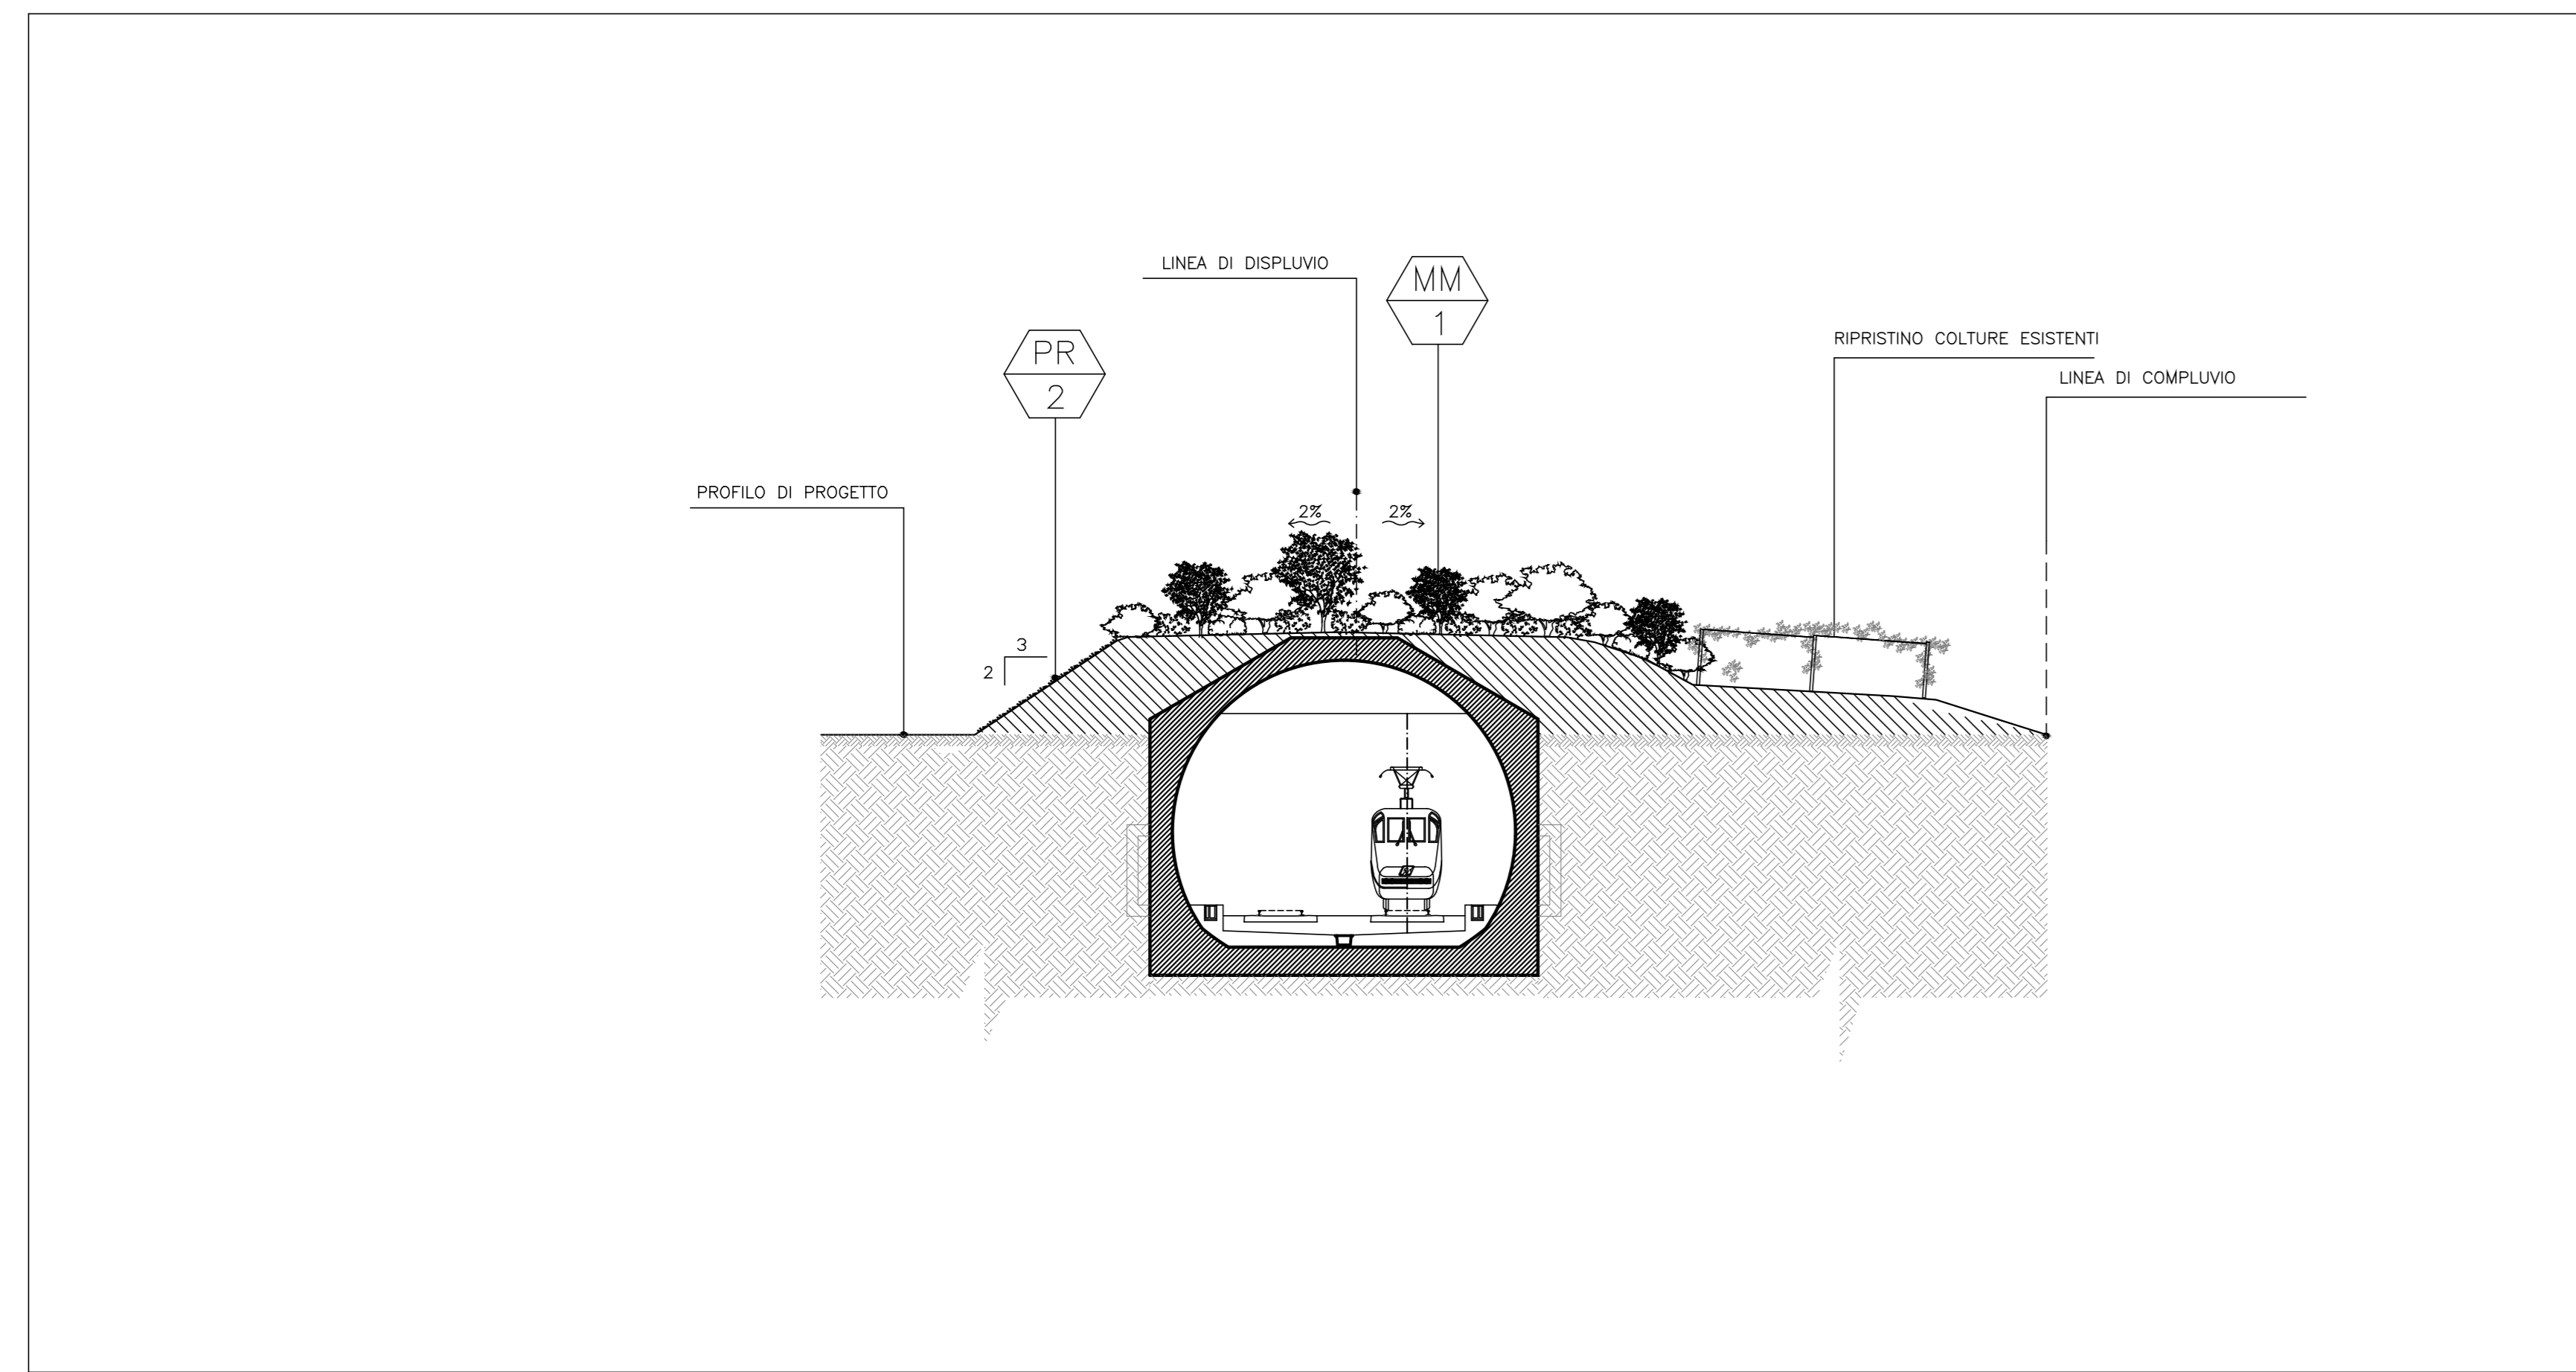 LINEA DI DISPLUVIO
MM
1
PR
2
RIPRISTINO COLTURE ESISTENTI
LINEA DI COMPLUVIO
PROFILO DI PROGETTO
2%
2%
3
2